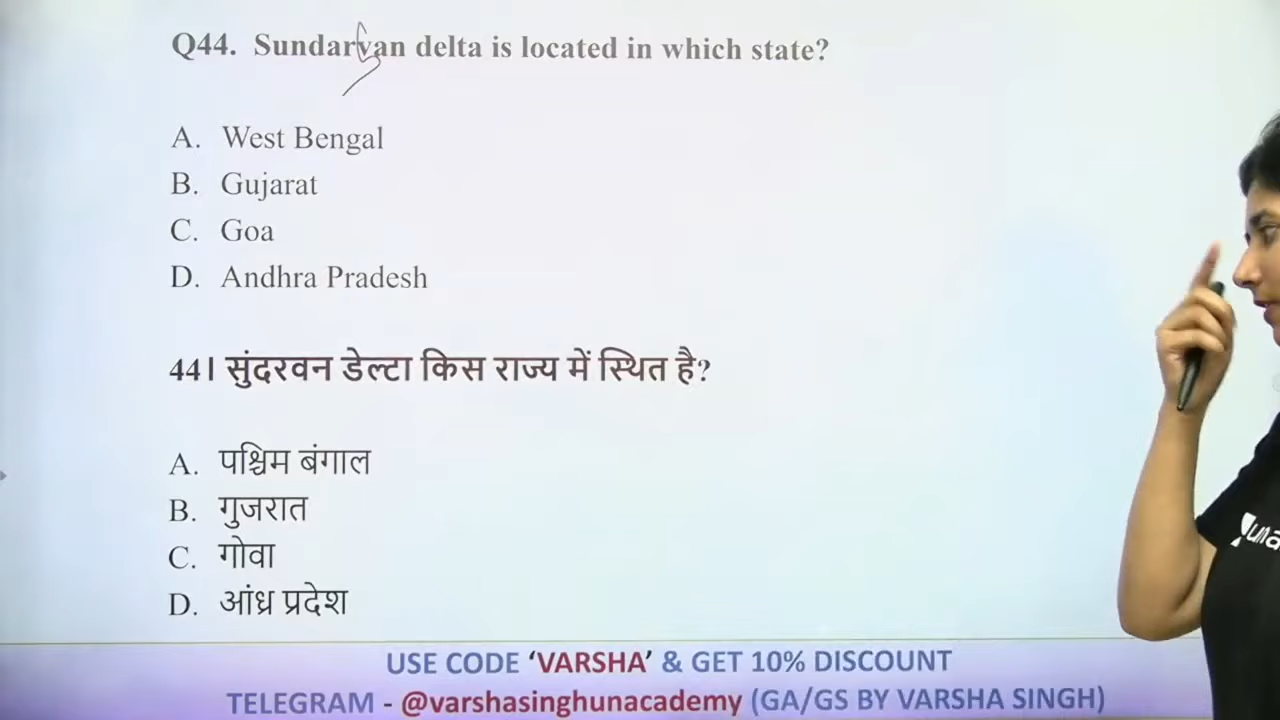 Q44. Sundarvan delta is located in which state?
A. West Bengal
B. Gujarat
C. Goa
D. Andhra Pradesh
44। सुंदरवन डेल्टा किस राज्य में स्थित है?
A. पश्चिम बंगाल
B. गुजरात
C. गोवा
D. आंध्र प्रदेश
una
USE CODE ‘VARSHA’ & GET 10% DISCOUNT
TELEGRAM - @varshasinghunacademy (GA/GS BY VARSHA SINGH)